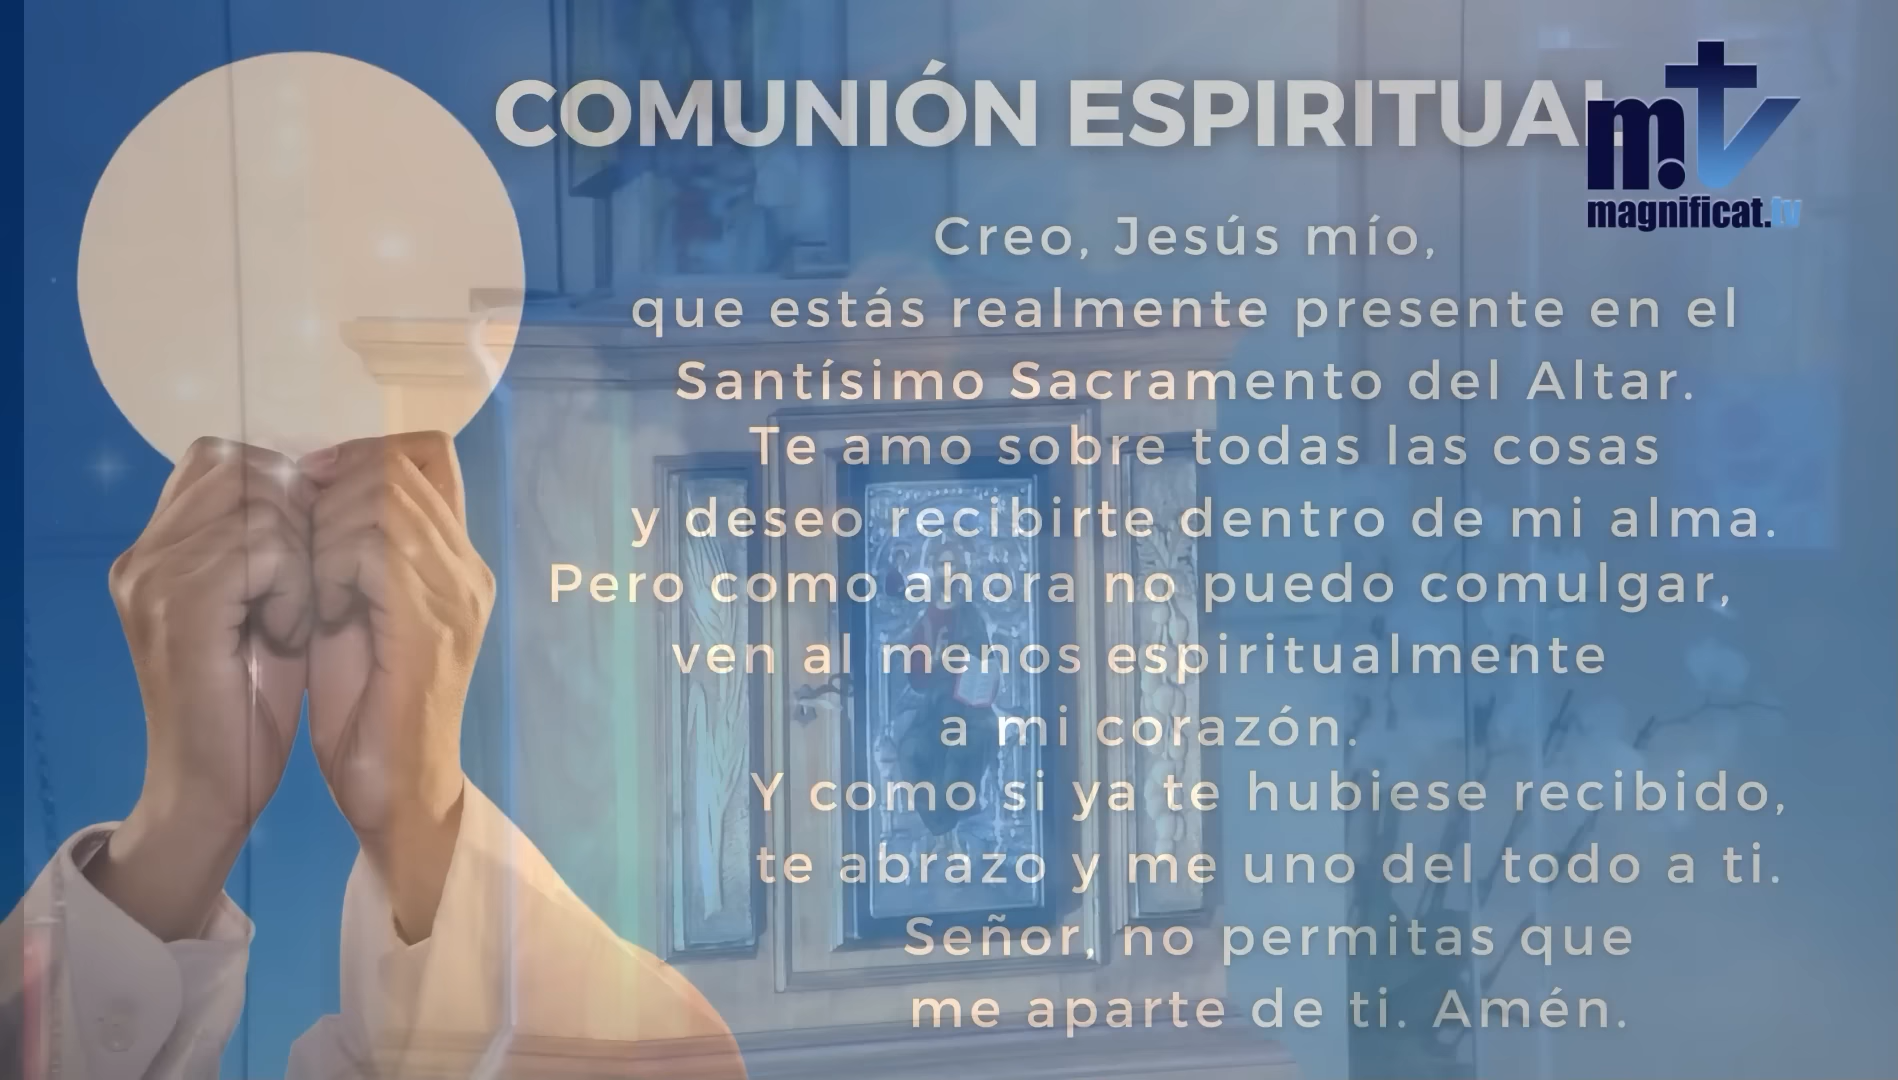 COMUNIÓN ESPIRITUAL
m.tv
magnificat.tv
Creo, Jesús mío,
que estás realmente presente en el
Santísimo Sacramento del Altar.
Te amo sobre todas las cosas
y deseo recibirte dentro de mi alma.
Pero como ahora no puedo comulgar,
ven al menos espiritualmente
a mi corazón.
Y como si ya te hubiese recibido,
te abrazo y me uno del todo a ti.
Señor, no permitas que
me aparte de ti. Amén.